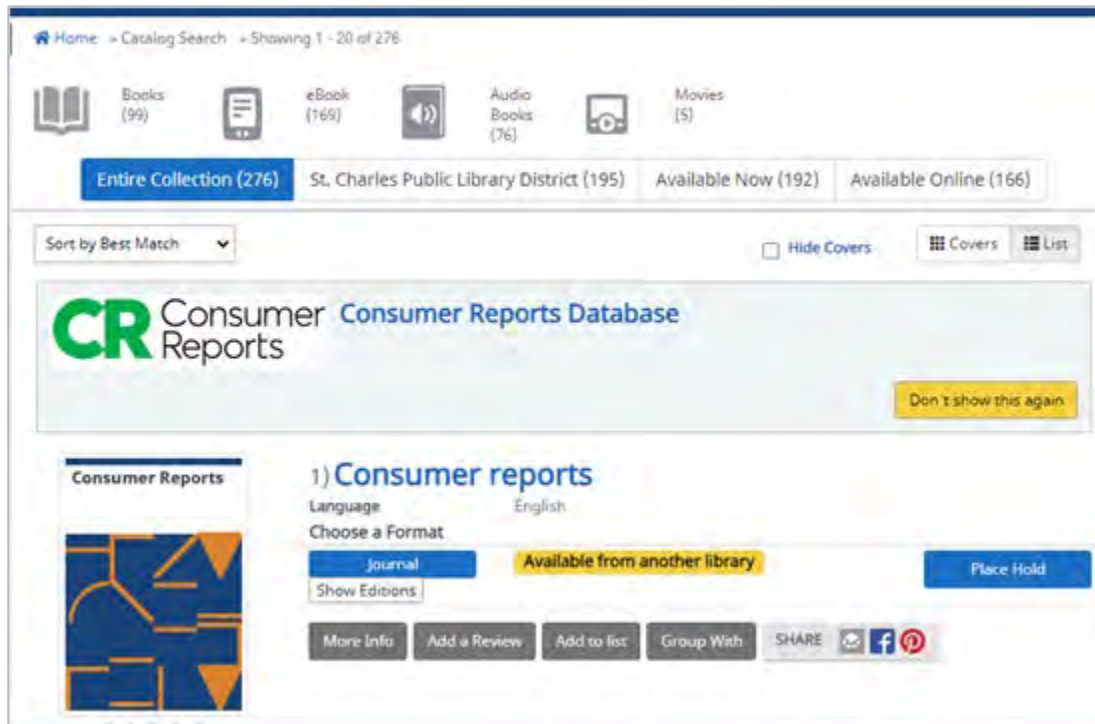 Home » Catalog Search » Showing 1 - 20 of 276
Books
(99)
eBook
(169)
Audio
Books
(76)
Movies
(5)
Entire Collection (276) St. Charles Public Library District (195) Available Now (192) Available Online (166)
Sort by Best Match Hide Covers Covers List
CR Consumer
Reports
Consumer Reports Database
Don't show this again
Consumer Reports
1) Consumer reports
Language English
Choose a Format
Journal Available from another library Place Hold
Show Editions
More Info Add a Review Add to list Group With SHARE